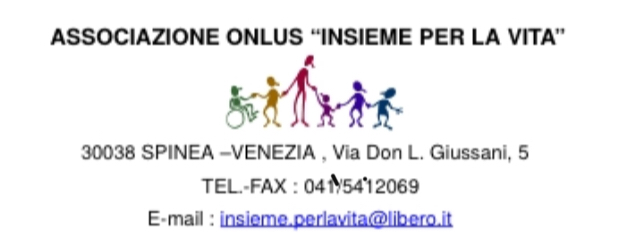 ASSOCIAZIONE ONLUS “INSIEME PER LA VITA”
30038 SPINEA –VENEZIA , Via Don L. Giussani, 5
TEL.-FAX : 041/5412069
E-mail : insieme.perlavita@libero.it